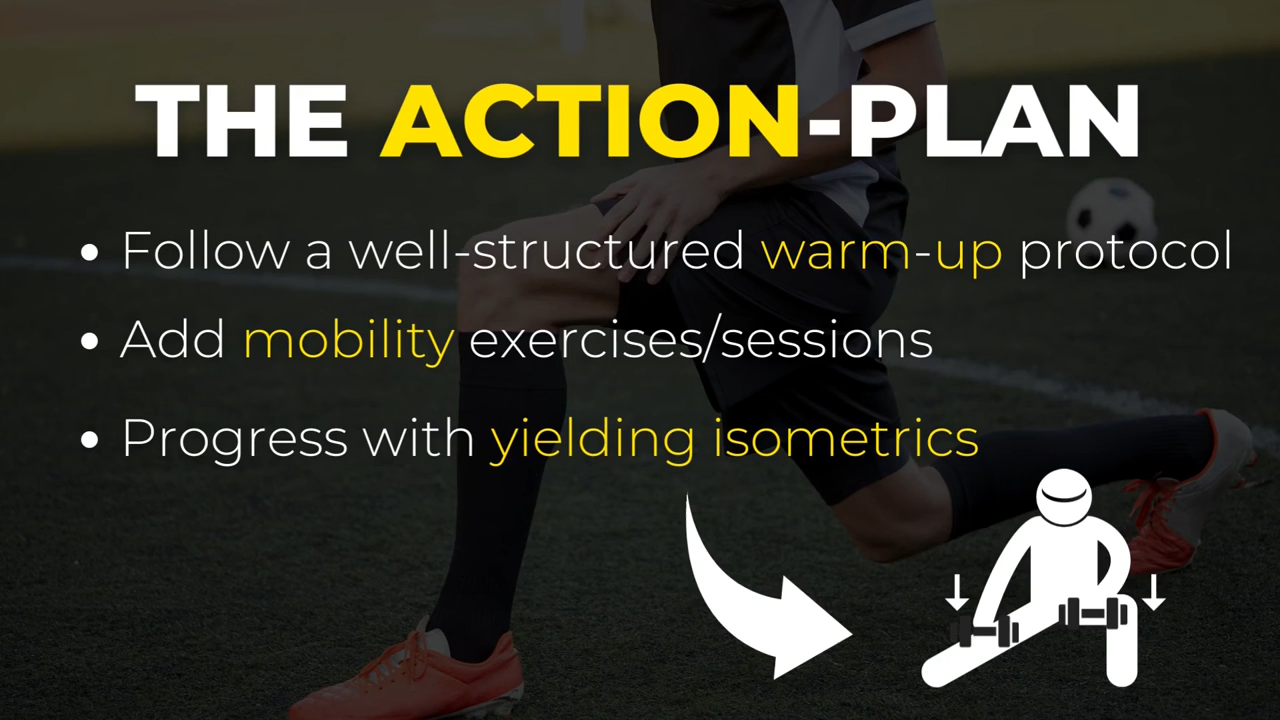 THE ACTION-PLAN
• Follow a well-structured warm-up protocol
• Add mobility exercises/sessions
• Progress with yielding isometrics